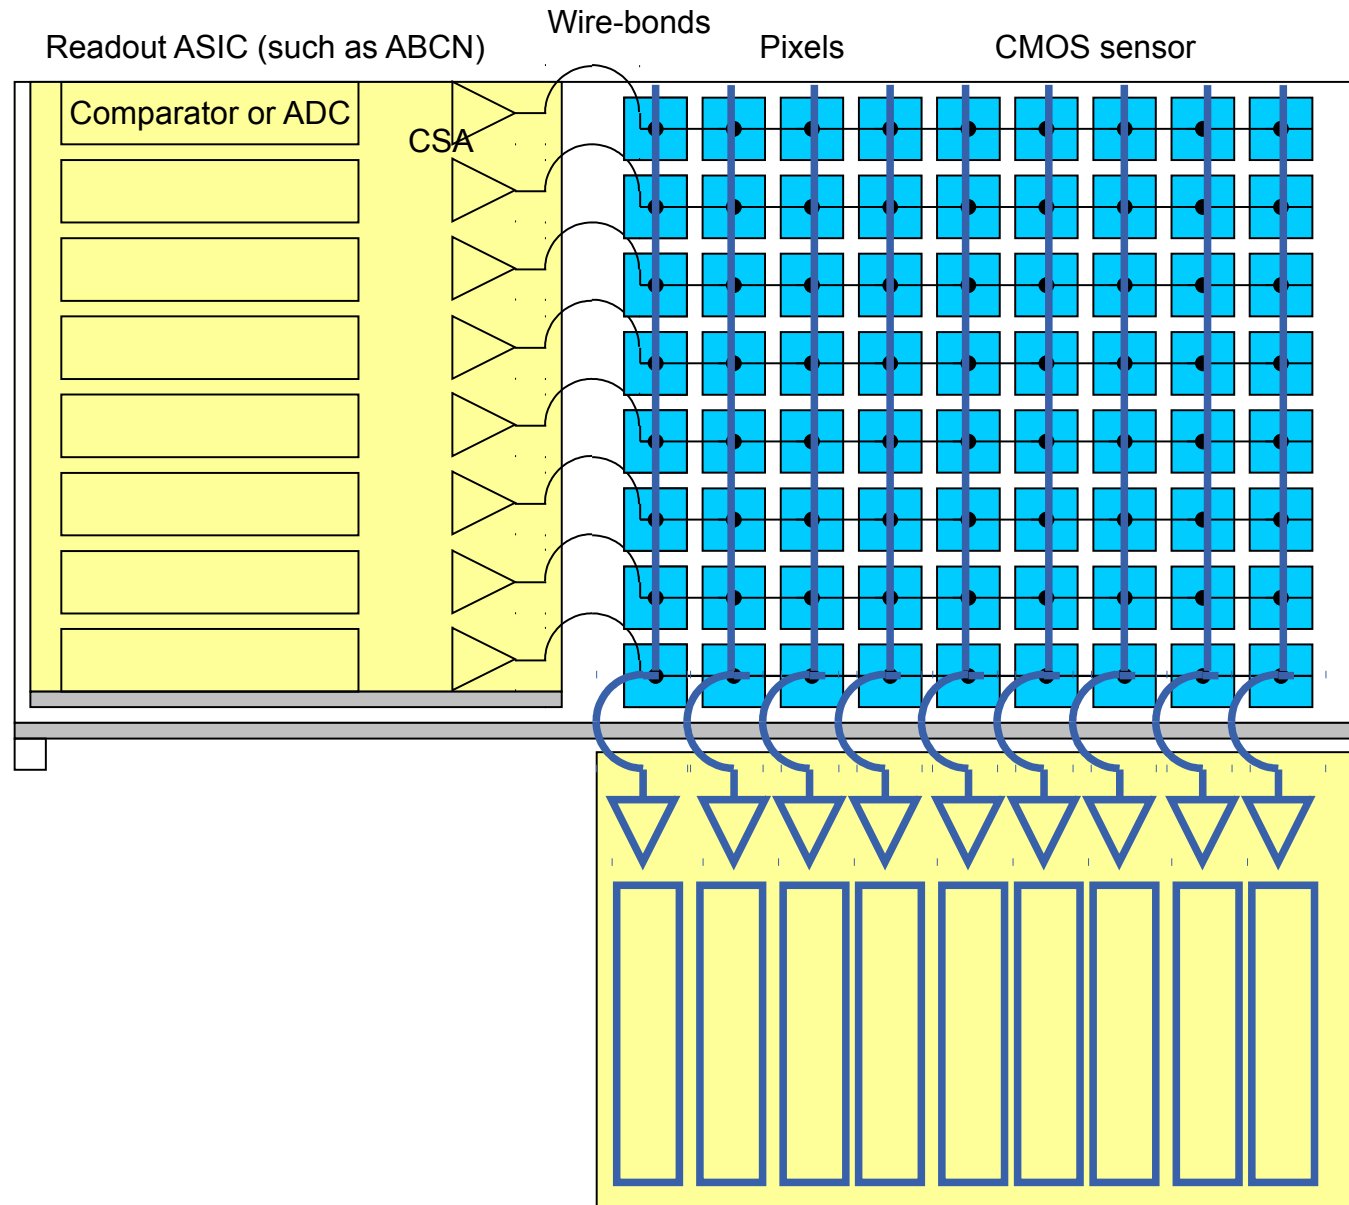 Wire-bonds
Readout ASIC (such as ABCN)
Pixels
CMOS sensor
Comparator or ADC
CSA